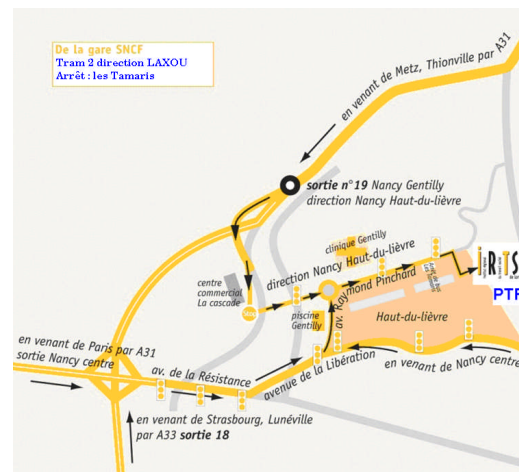 De la gare SNCF
Tram 2 direction LAXOU
Arrêt : les Tamaris
en venant de Metz, Thionville par A31
sortie n°19 Nancy Gentilly
direction Nancy Haut-du-lièvre
clinique Gentilly
direction Nancy Haut-du-lièvre
centre
commercial
La cascade
av. Raymond Pinchard
piscine
Gentilly
Haut-du-lièvre
PTF
en venant de Paris par A31
sortie Nancy centre
av. de la Résistance
avenue de la Libération
en venant de Nancy centre
en venant de Strasbourg, Lunéville
par A33 sortie 18